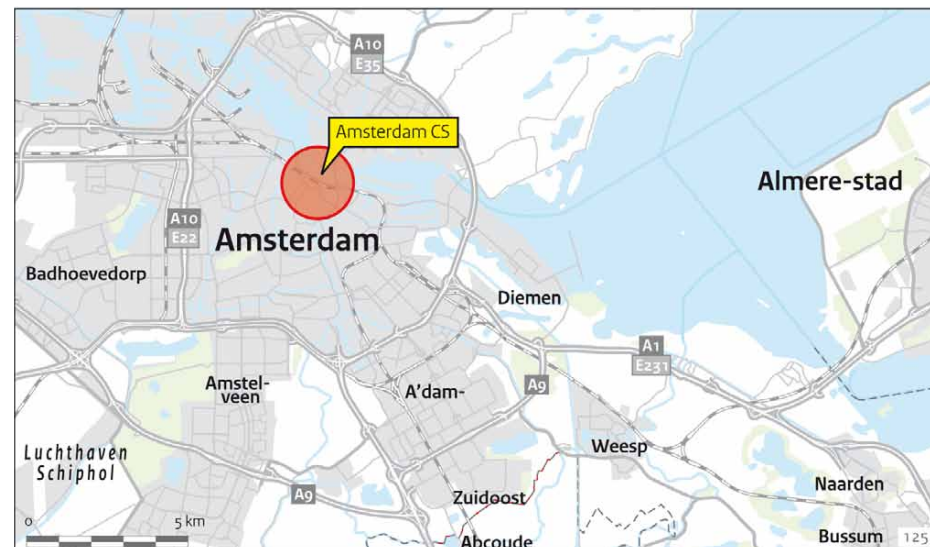 A10
E35
Amsterdam CS
Almere-stad
A10
E22
Amsterdam
Badhoevedorp
Diemen
A1
E231
Amstel-
veen
A'dam-
A9
Luchthaven
Schiphol
Weesp
A9
Zuidoost
Naarden
0
5 km
Abcoude
Bussum
125